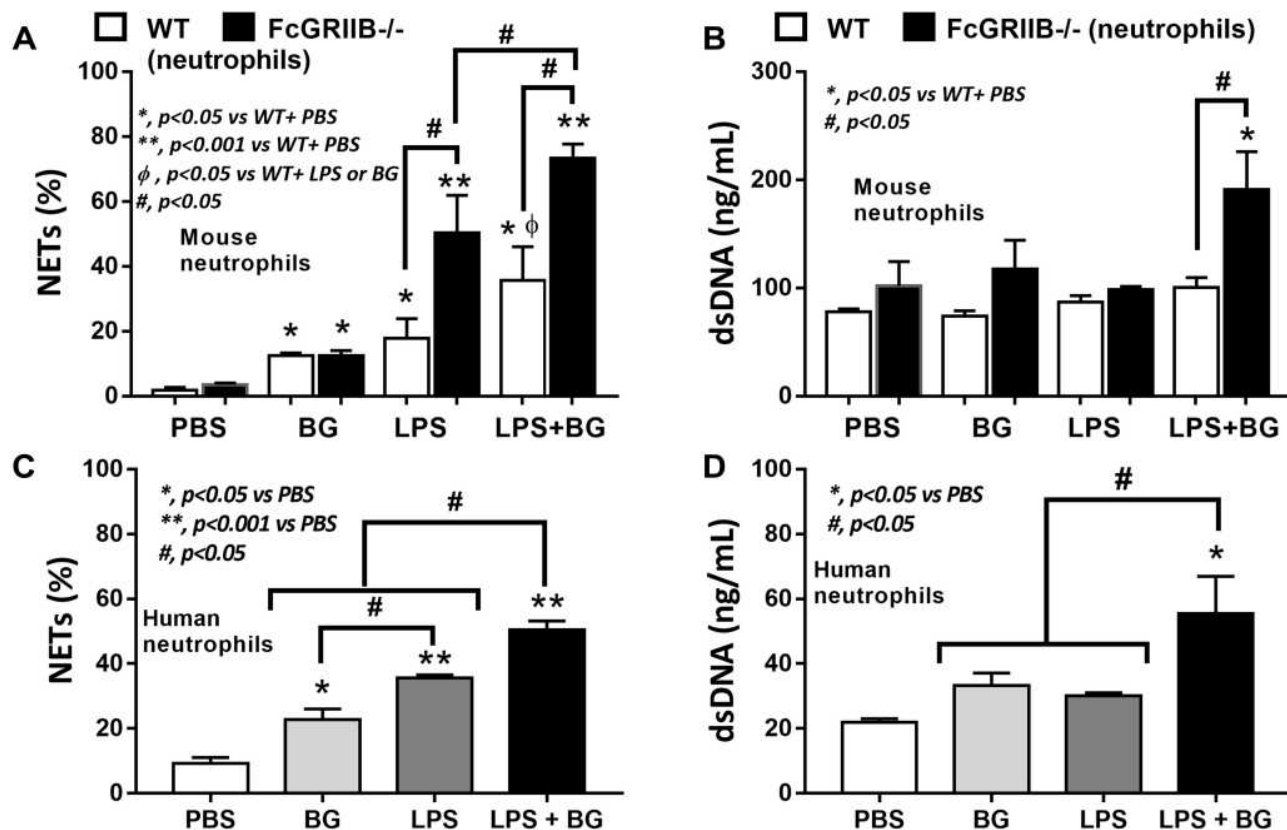 A
WT
FcGRIIB-/-
(neutrophils)
#
100
*, p<0.05 vs WT+ PBS
**, p<0.001 vs WT+ PBS
ϕ , p<0.05 vs WT+ LPS or BG
#, p<0.05
#
#
**
80
**
60
Mouse
neutrophils
* ϕ
40
*
* *
20
0
NETs (%)
PBS BG LPS LPS+BG
B
WT
FcGRIIB-/- (neutrophils)
300
*, p<0.05 vs WT+ PBS
#, p<0.05
#
*
200
Mouse
neutrophils
100
0
dsDNA (ng/mL)
PBS BG LPS LPS+BG
C
100
*, p<0.05 vs PBS
**, p<0.001 vs PBS
#, p<0.05
#
80
60
#
**
Human
neutrophils
40
**
*
20
0
NETs (%)
PBS BG LPS LPS + BG
D
100
*, p<0.05 vs PBS
#, p<0.05
#
80
*
Human
neutrophils
60
40
20
0
dsDNA (ng/mL)
PBS BG LPS LPS + BG